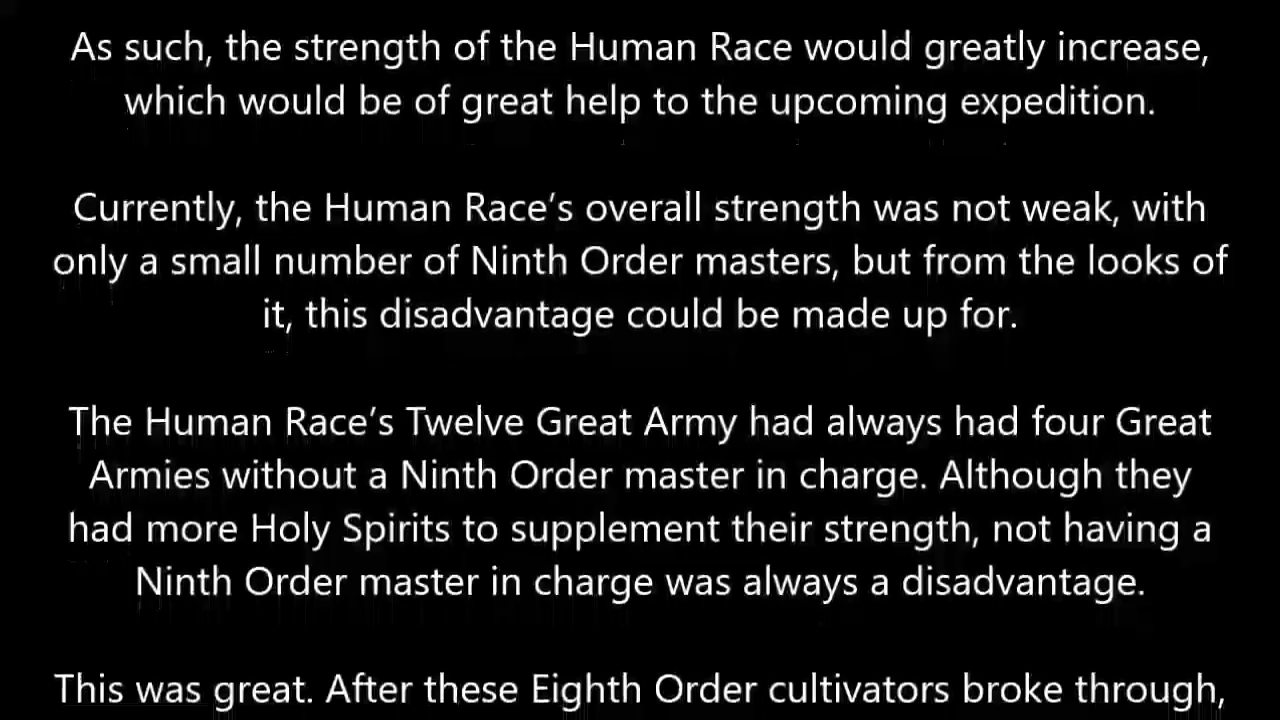 As such, the strength of the Human Race would greatly increase,
which would be of great help to the upcoming expedition.
Currently, the Human Race’s overall strength was not weak, with
only a small number of Ninth Order masters, but from the looks of
it, this disadvantage could be made up for.
The Human Race’s Twelve Great Army had always had four Great
Armies without a Ninth Order master in charge. Although they
had more Holy Spirits to supplement their strength, not having a
Ninth Order master in charge was always a disadvantage.
This was great. After these Eighth Order cultivators broke through,